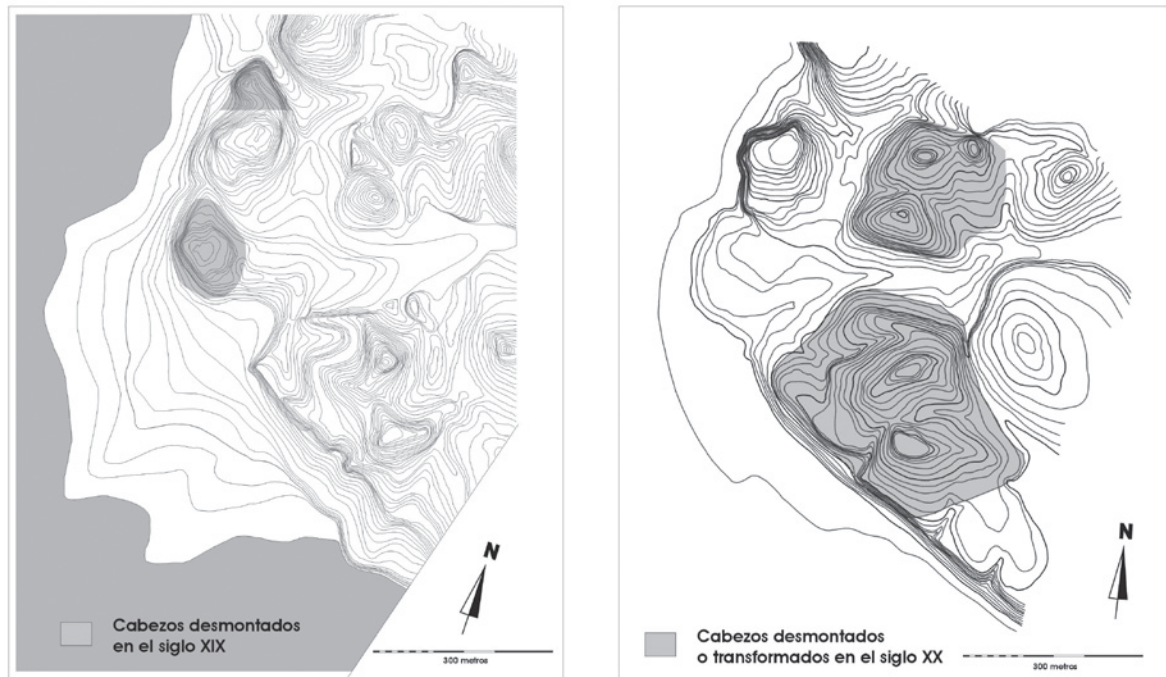 N
Cabezos desmontados
en el siglo XIX
300 metros
N
Cabezos desmontados
o transformados en el siglo XX
300 metros